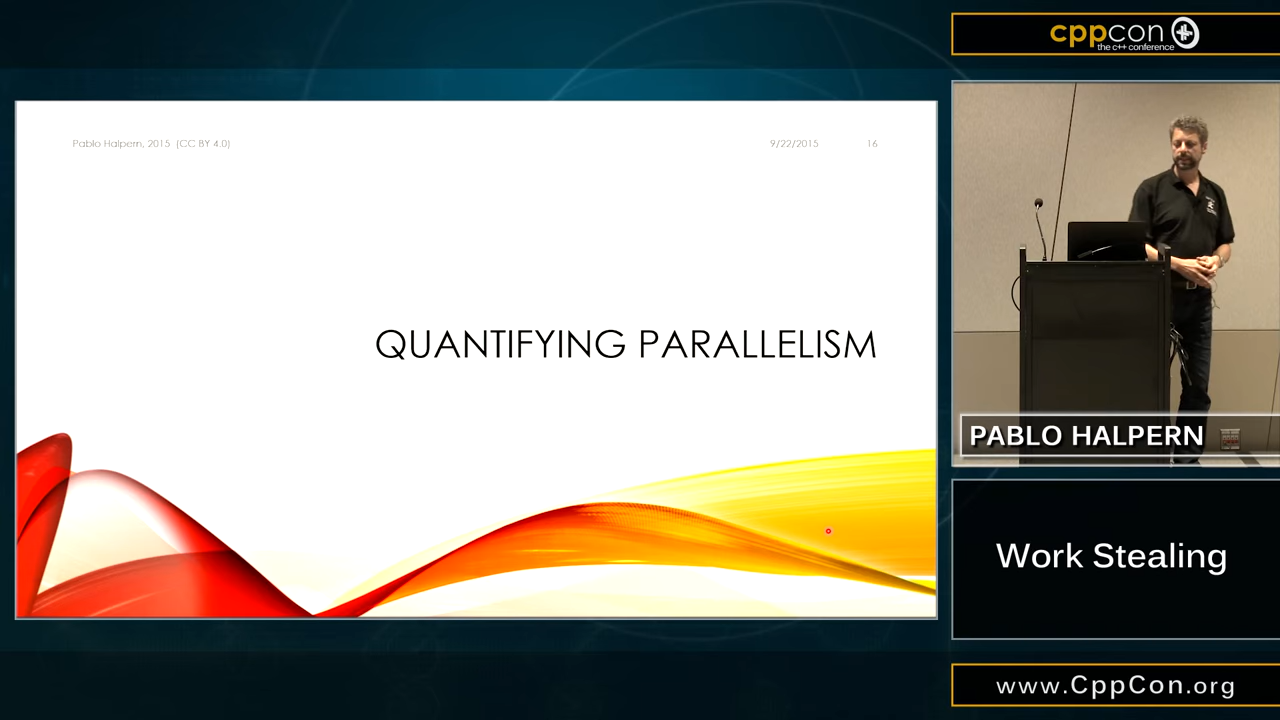 Pablo Halpern, 2015 (CC BY 4.0)
9/22/2015
16
QUANTIFYING PARALLELISM
cppcon
the c++ conference
PABLO HALPERN
Work Stealing
www.CppCon.org